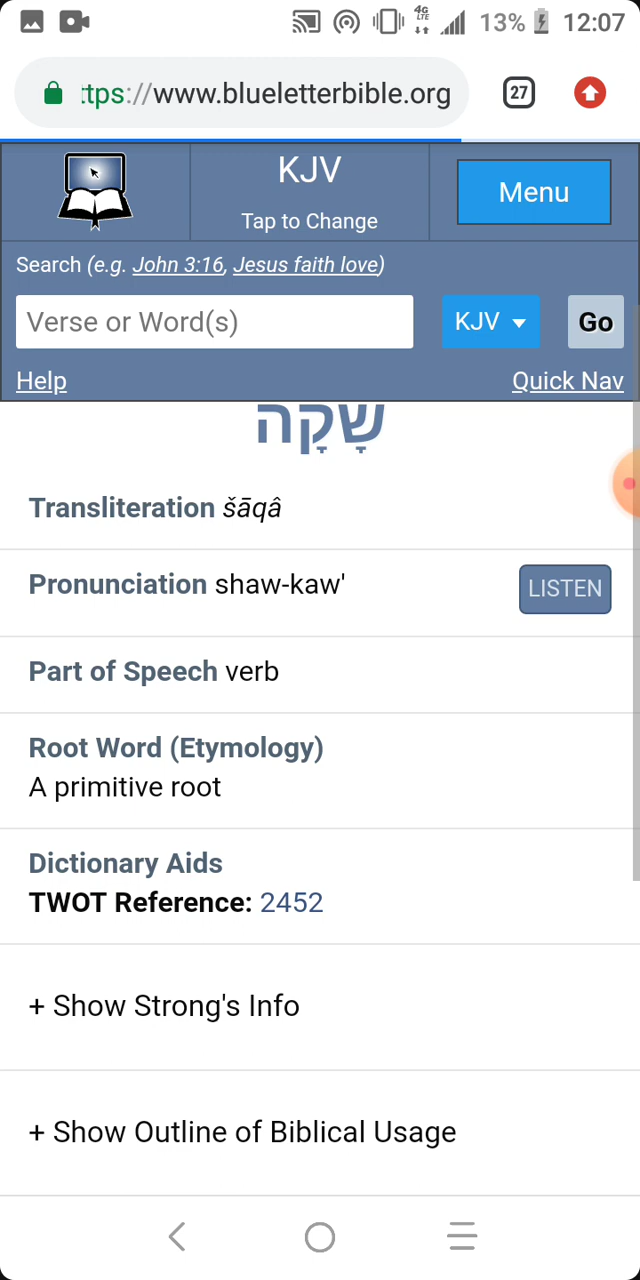 4G
LTE
13%
12:07
ttps://www.blueletterbible.org
27
KJV
Tap to Change
Menu
Search (e.g. John 3:16, Jesus faith love)
Verse or Word(s)
KJV
Go
Help
Quick Nav
שָׁקָה
Transliteration šāqâ
Pronunciation shaw-kaw'
LISTEN
Part of Speech verb
Root Word (Etymology)
A primitive root
Dictionary Aids
TWOT Reference: 2452
+ Show Strong's Info
+ Show Outline of Biblical Usage